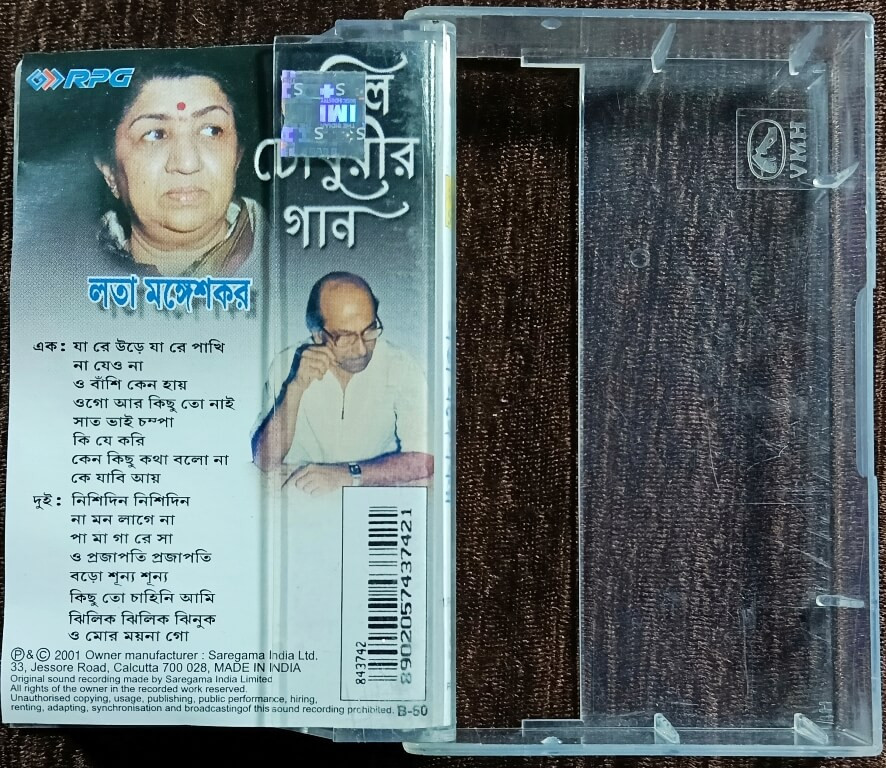 RPG
লি
চৌধুরীর
গান
S S
IMI
THE INDIAN
S S
HMV
লতা মঙ্গেশকর
এক: যা রে উড়ে যা রে পাখি
না যেও না
ও বাঁশি কেন হায়
ওগো আর কিছু তো নাই
সাত ভাই চম্পা
কি যে করি
কেন কিছু কথা বলো না
কে যাবি আয়
দুই: নিশিদিন নিশিদিন
না মন লাগে না
পা মা গা রে সা
ও প্রজাপতি প্রজাপতি
বড়ো শূন্য শূন্য
কিছু তো চাহিনি আমি
ঝিলিক ঝিলিক ঝিনুক
ও মোর ময়না গো
843742
8902057437421
Ⓟ & © 2001 Owner manufacturer : Saregama India Ltd.
33, Jessore Road, Calcutta 700 028, MADE IN INDIA
Original sound recording made by Saregama India Limited
All rights of the owner in the recorded work reserved.
Unauthorised copying, usage, publishing, public performance, hiring,
renting, adapting, synchronisation and broadcastingof this sound recording prohibited. B-60